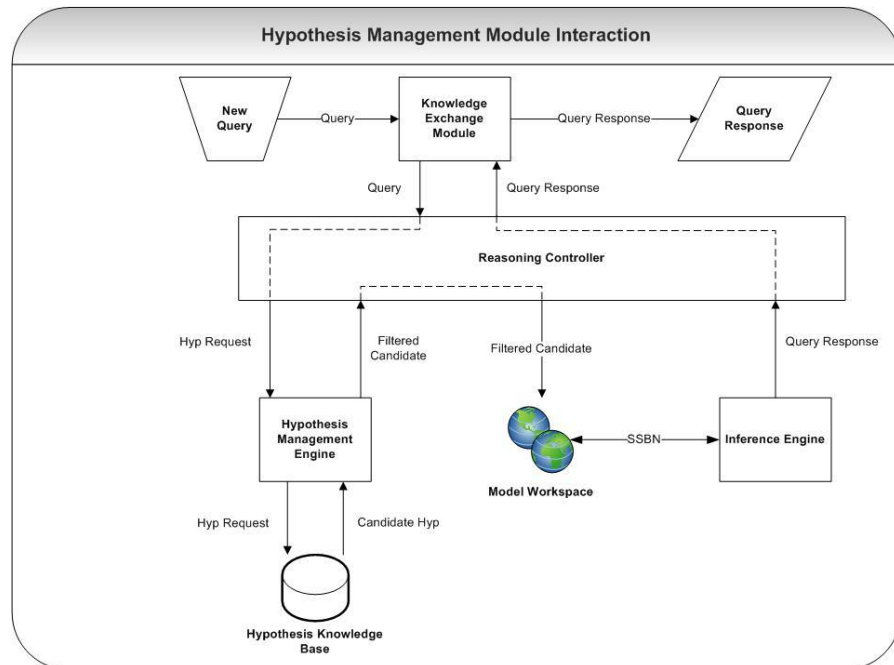 Hypothesis Management Module Interaction
New
Query
Query
Knowledge
Exchange
Module
Query Response
Query
Response
Query
Query Response
Reasoning Controller
Hyp Request
Filtered
Candidate
Filtered Candidate
Query Response
Hypothesis
Management
Engine
SSBN
Inference Engine
Model Workspace
Hyp Request
Candidate Hyp
Hypothesis Knowledge
Base